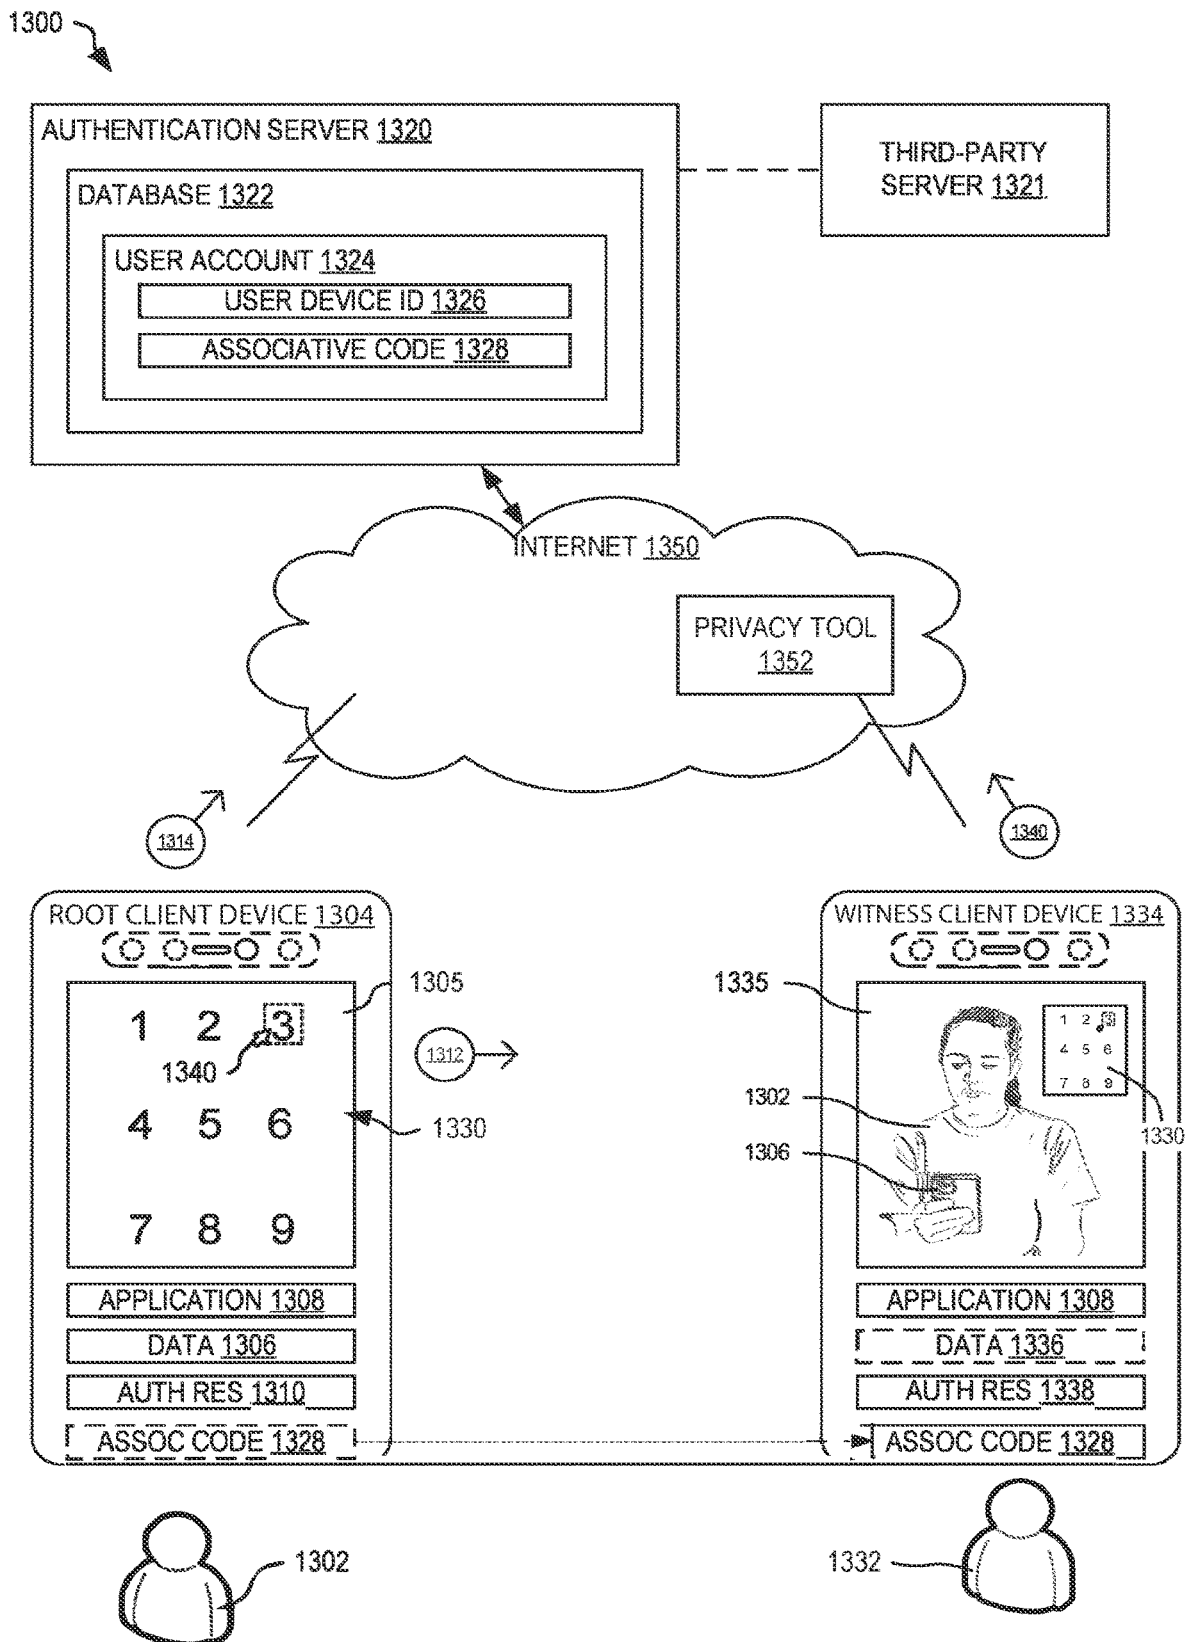 1300
AUTHENTICATION SERVER 1320
DATABASE 1322
USER ACCOUNT 1324
USER DEVICE ID 1326
ASSOCIATIVE CODE 1328
THIRD-PARTY
SERVER 1321
INTERNET 1350
PRIVACY TOOL
1352
1314
1340
ROOT CLIENT DEVICE 1304
1 2 3
1340
4 5 6
7 8 9
1305
1312
1330
APPLICATION 1308
DATA 1306
AUTH RES 1310
ASSOC CODE 1328
WITNESS CLIENT DEVICE 1334
1335
1302
1306
1 2 3
4 5 6
7 8 9
1330
APPLICATION 1308
DATA 1336
AUTH RES 1338
ASSOC CODE 1328
1302
1332